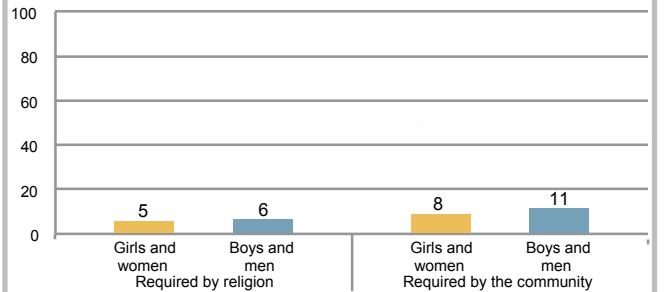 100
80
60
40
20
0
5
6
8
11
Girls and women
Boys and men
Girls and women
Boys and men
Required by religion
Required by the community